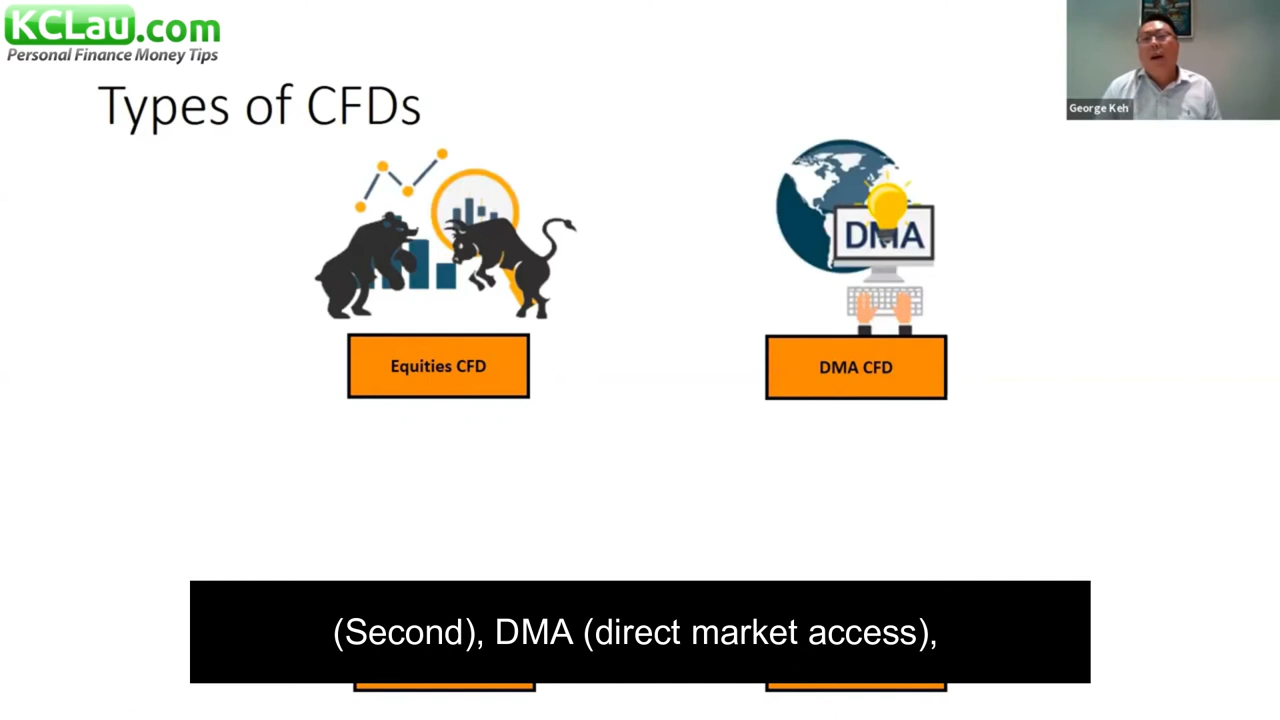 KCLau.com
Personal Finance Money Tips
George Keh
Types of CFDs
DMA
Equities CFD
DMA CFD
(Second), DMA (direct market access),